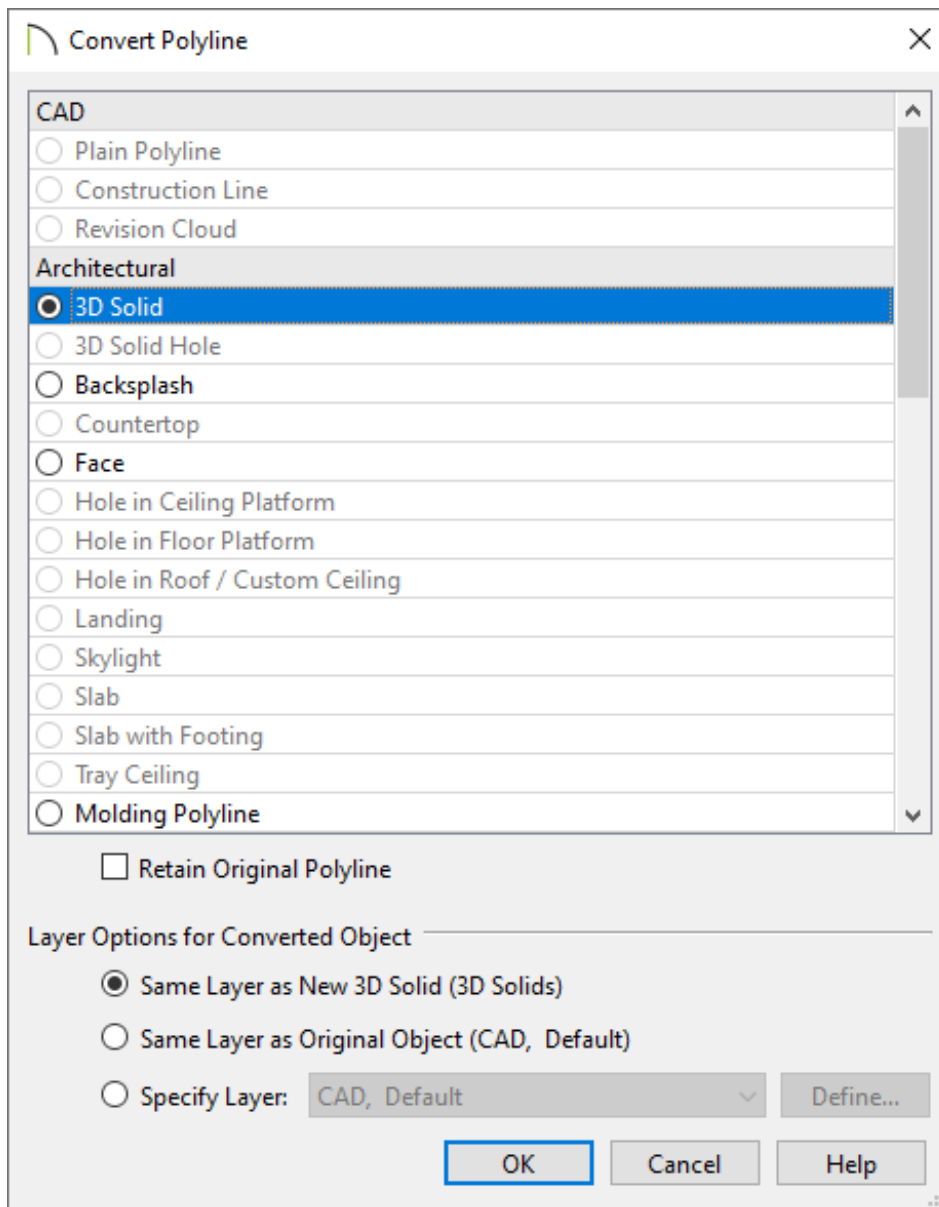 Convert Polyline
CAD
Plain Polyline
Construction Line
Revision Cloud
Architectural
3D Solid
3D Solid Hole
Backsplash
Countertop
Face
Hole in Ceiling Platform
Hole in Floor Platform
Hole in Roof / Custom Ceiling
Landing
Skylight
Slab
Slab with Footing
Tray Ceiling
Molding Polyline
Retain Original Polyline
Layer Options for Converted Object
Same Layer as New 3D Solid (3D Solids)
Same Layer as Original Object (CAD,  Default)
Specify Layer: CAD,  Default Define...
OK Cancel Help